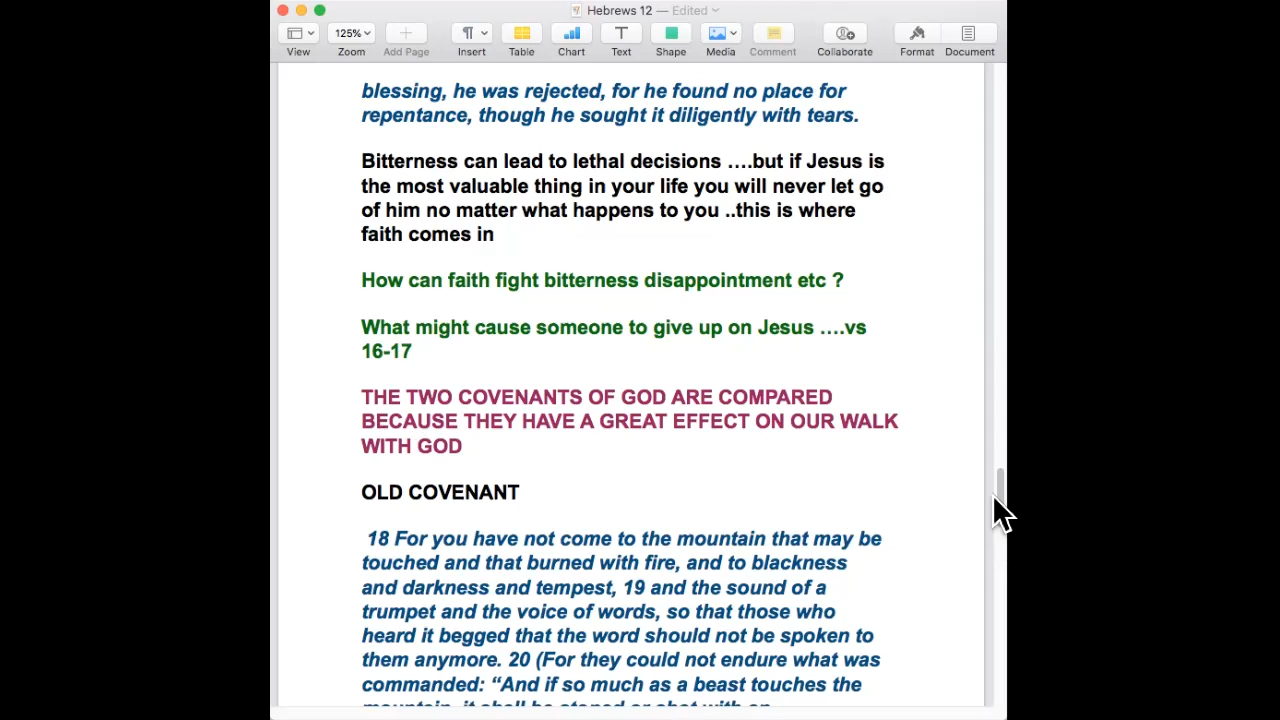 Hebrews 12 — Edited
125%
View Zoom Add Page Insert Table Chart Text Shape Media Comment Collaborate Format Document
blessing, he was rejected, for he found no place for
repentance, though he sought it diligently with tears.
Bitterness can lead to lethal decisions ….but if Jesus is
the most valuable thing in your life you will never let go
of him no matter what happens to you ..this is where
faith comes in
How can faith fight bitterness disappointment etc ?
What might cause someone to give up on Jesus ….vs
16-17
THE TWO COVENANTS OF GOD ARE COMPARED
BECAUSE THEY HAVE A GREAT EFFECT ON OUR WALK
WITH GOD
OLD COVENANT
18 For you have not come to the mountain that may be
touched and that burned with fire, and to blackness
and darkness and tempest, 19 and the sound of a
trumpet and the voice of words, so that those who
heard it begged that the word should not be spoken to
them anymore. 20 (For they could not endure what was
commanded: “And if so much as a beast touches the
mountain, it shall be stoned or shot with an